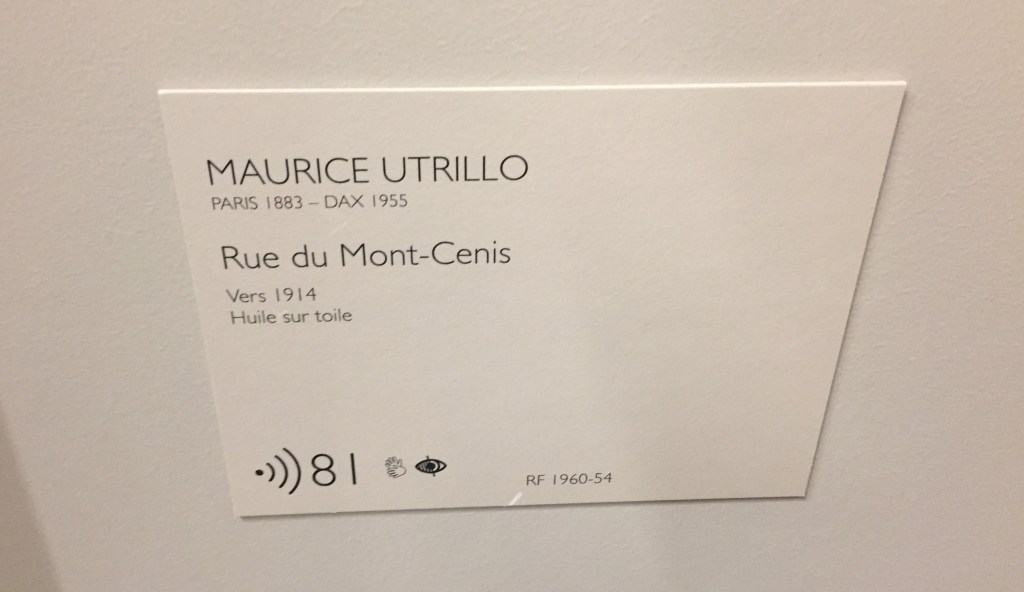 MAURICE UTRILLO
PARIS 1883 – DAX 1955
Rue du Mont-Cenis
Vers 1914
Huile sur toile
81
RF 1960-54